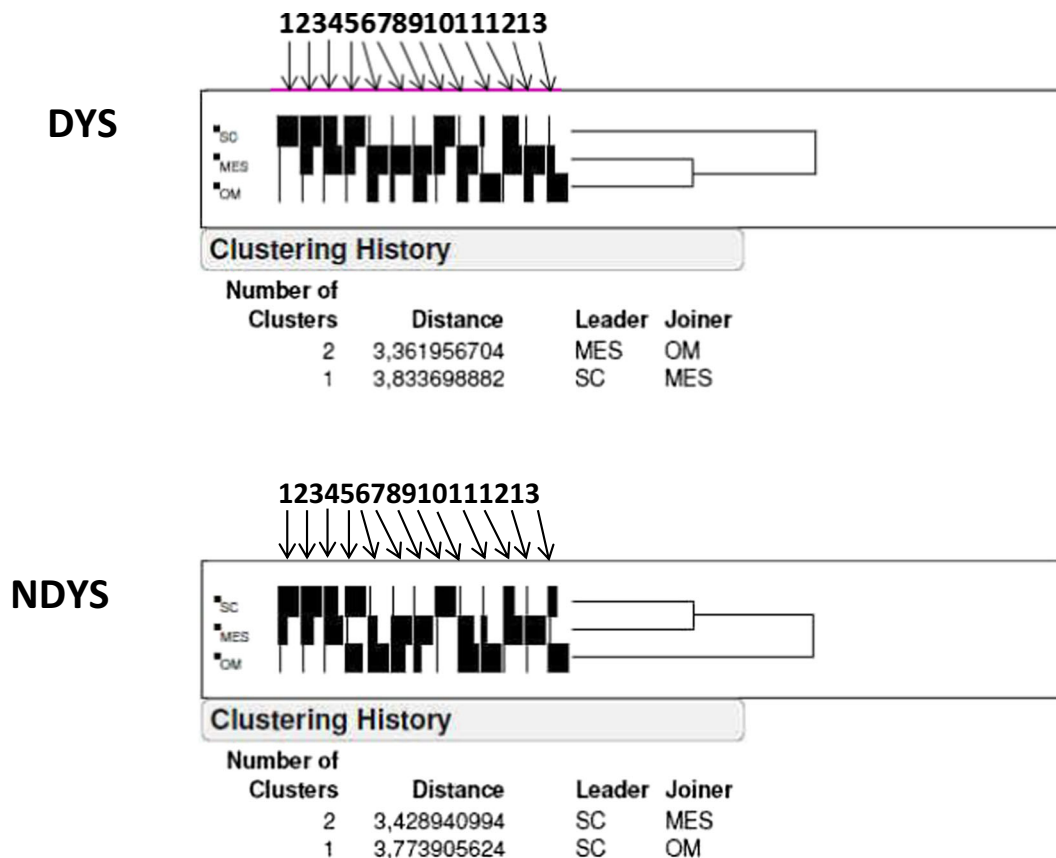 12345678910111213
DYS
SC
MES
OM
Clustering History
Number of
Clusters Distance Leader Joiner
2 3,361956704 MES OM
1 3,833698882 SC MES
12345678910111213
NDYS
SC
MES
OM
Clustering History
Number of
Clusters Distance Leader Joiner
2 3,428940994 SC MES
1 3,773905624 SC OM